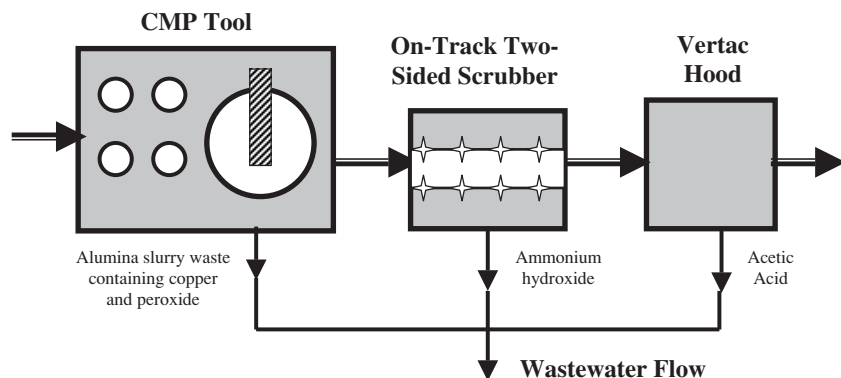 CMP Tool
On-Track Two-
Sided Scrubber
Vertac
Hood
Alumina slurry waste
containing copper
and peroxide
Ammonium
hydroxide
Acetic
Acid
Wastewater Flow